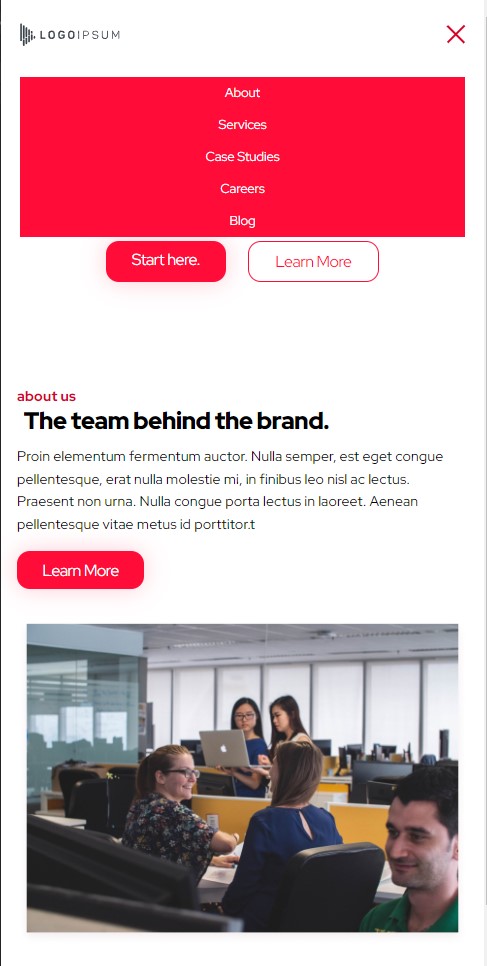 LOGOIPSUM
About
Services
Case Studies
Careers
Blog
Start here.
Learn More
about us
The team behind the brand.
Proin elementum fermentum auctor. Nulla semper, est eget congue
pellentesque, erat nulla molestie mi, in finibus leo nisl ac lectus.
Praesent non urna. Nulla congue porta lectus in laoreet. Aenean
pellentesque vitae metus id porttitor.t
Learn More